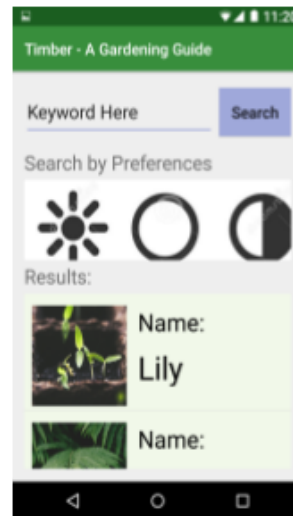 11:20
Timber - A Gardening Guide
Keyword Here
Search
Search by Preferences
Results:
Name:
Lily
Name: